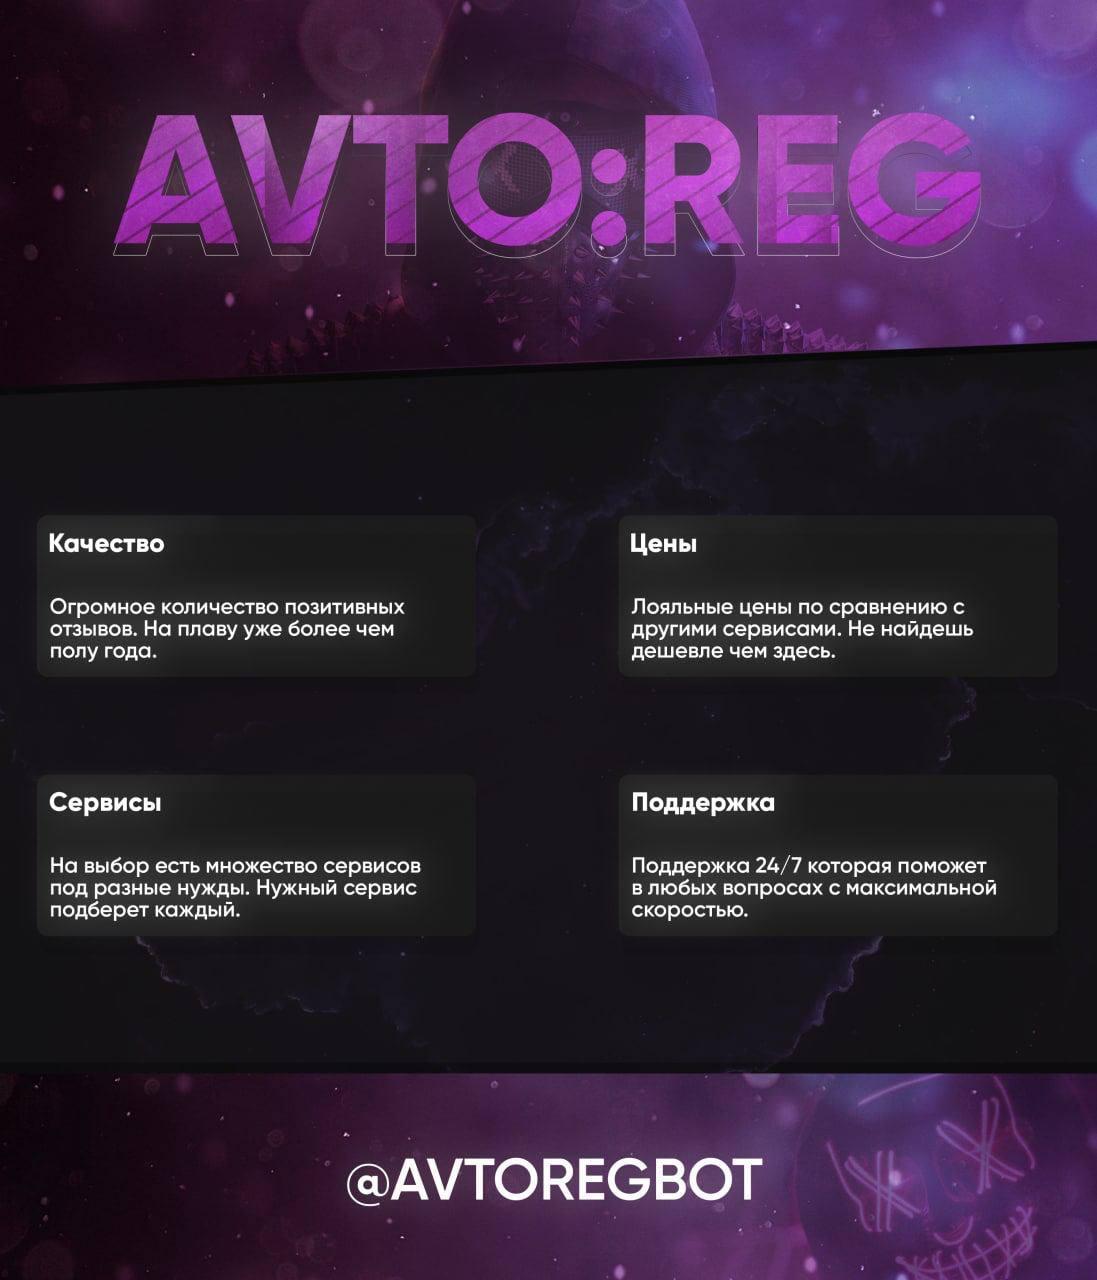 AVTO:REG
Качество
Огромное количество позитивных
отзывов. На плаву уже более чем
полу года.
Цены
Лояльные цены по сравнению с
другими сервисами. Не найдешь
дешевле чем здесь.
Сервисы
На выбор есть множество сервисов
под разные нужды. Нужный сервис
подберет каждый.
Поддержка
Поддержка 24/7 которая поможет
в любых вопросах с максимальной
скоростью.
@AVTOREGBOT